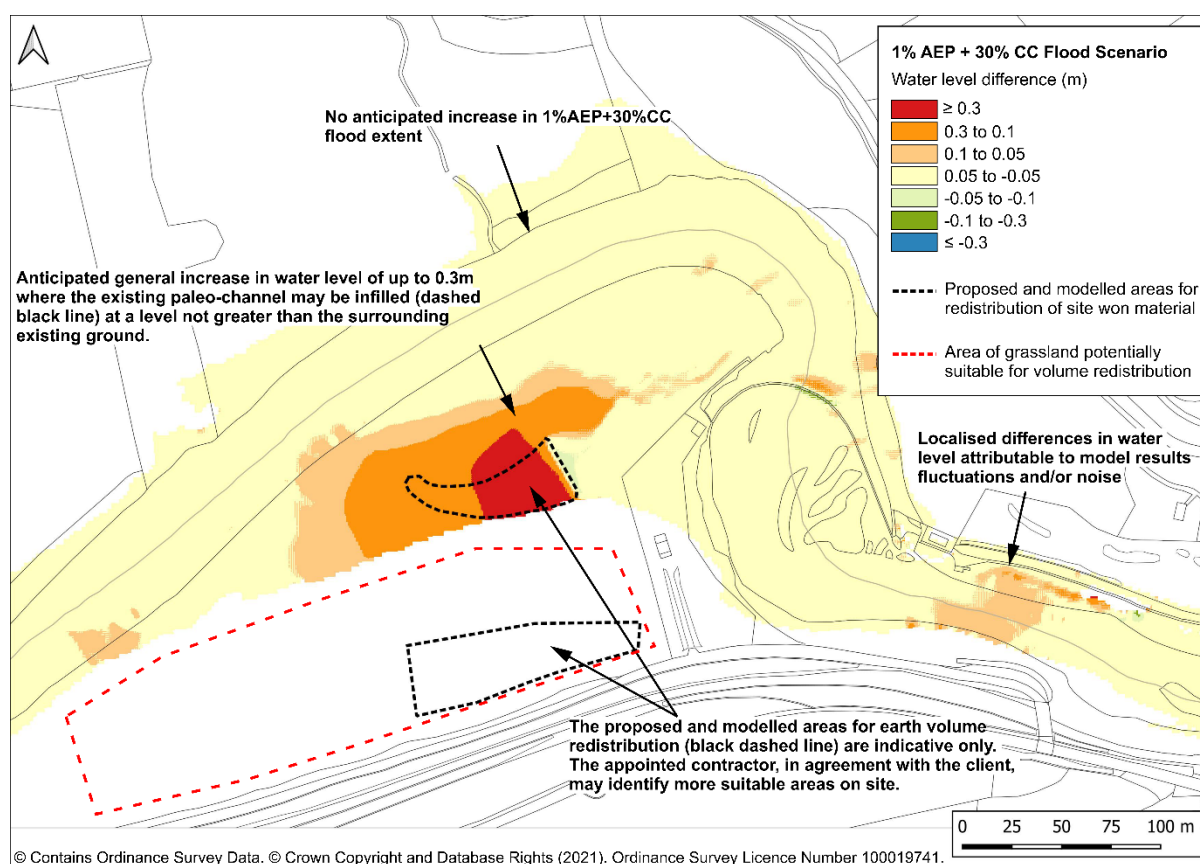 No anticipated increase in 1%AEP+30%CC
flood extent
Anticipated general increase in water level of up to 0.3m
where the existing paleo-channel may be infilled (dashed
black line) at a level not greater than the surrounding
existing ground.
1% AEP + 30% CC Flood Scenario
Water level difference (m)
≥ 0.3
0.3 to 0.1
0.1 to 0.05
0.05 to -0.05
-0.05 to -0.1
-0.1 to -0.3
≤ -0.3
Proposed and modelled areas for
redistribution of site won material
Area of grassland potentially
suitable for volume redistribution
Localised differences in water
level attributable to model results
fluctuations and/or noise
The proposed and modelled areas for earth volume
redistribution (black dashed line) are indicative only.
The appointed contractor, in agreement with the client,
may identify more suitable areas on site.
0 25 50 75 100 m
© Contains Ordinance Survey Data. © Crown Copyright and Database Rights (2021). Ordinance Survey Licence Number 100019741.